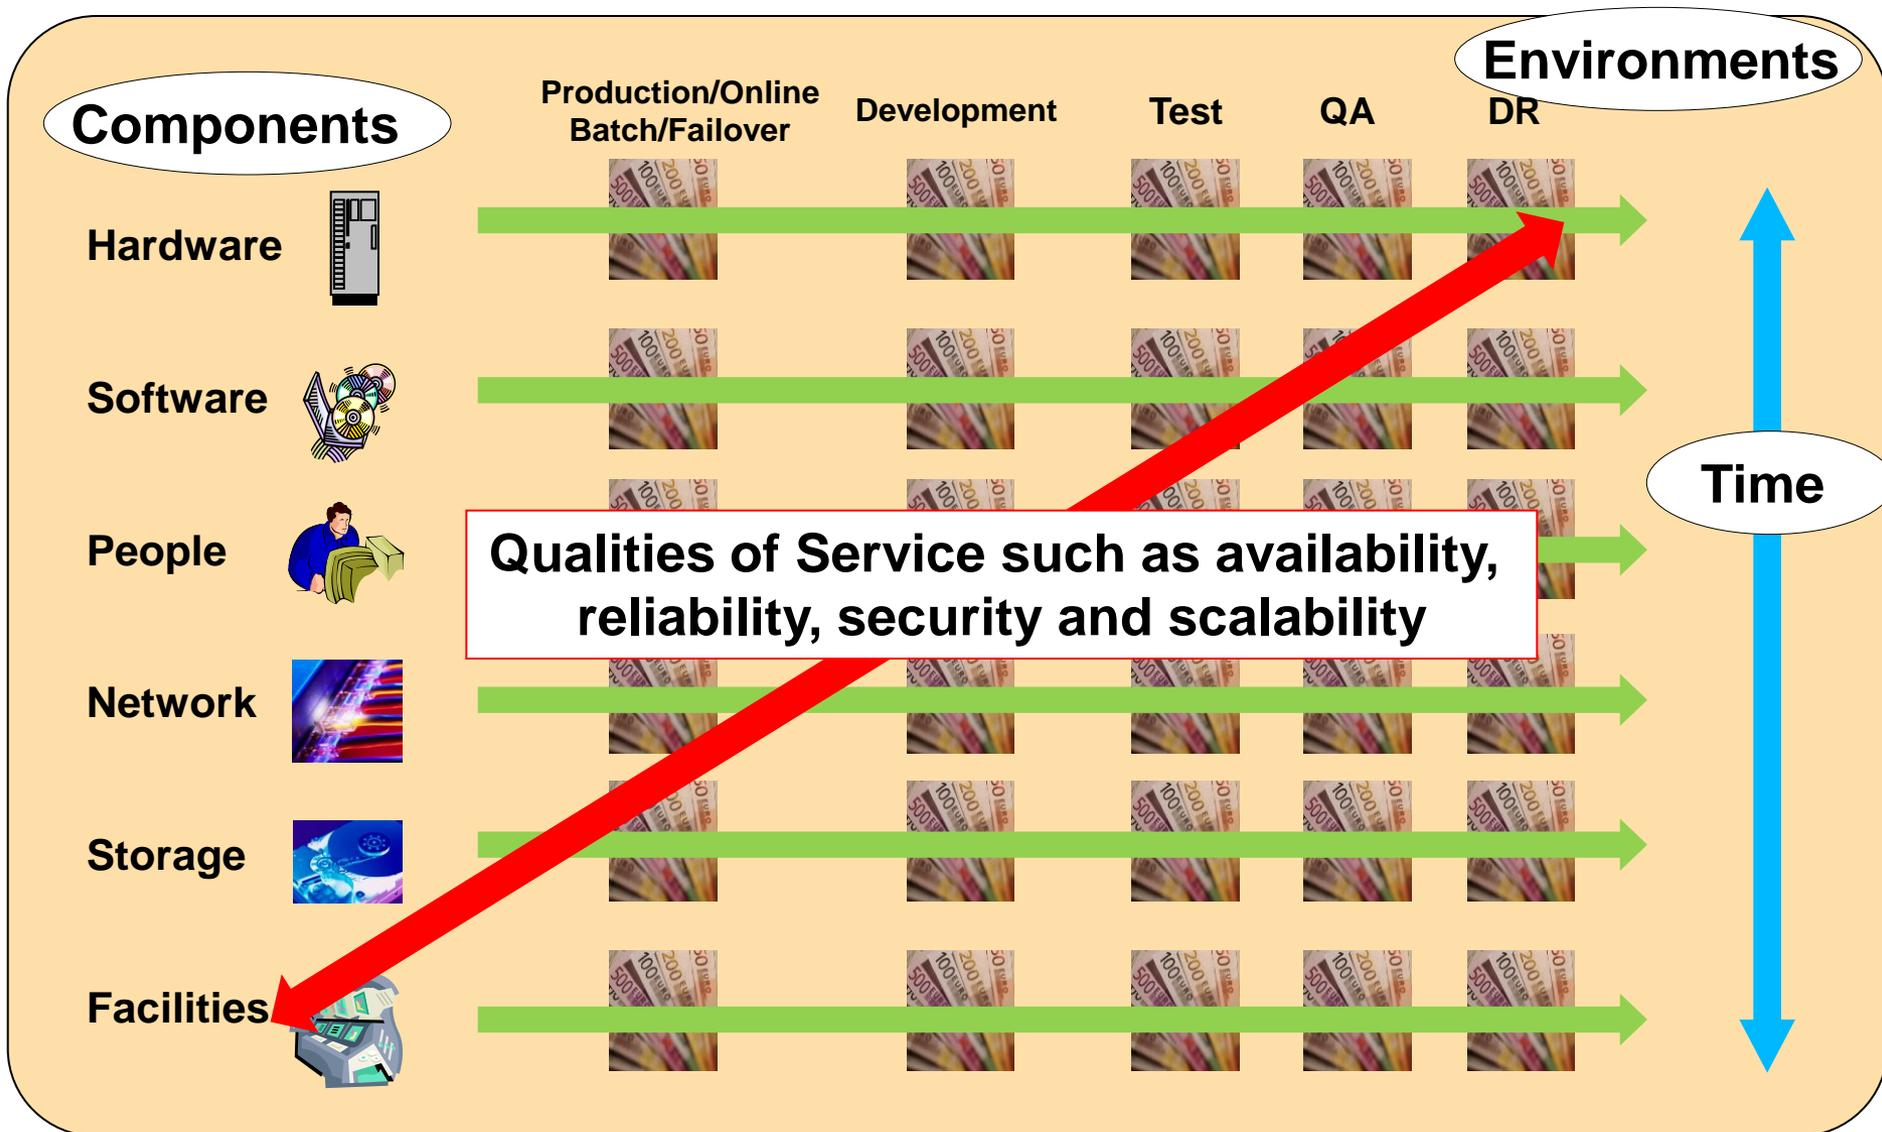 Environments
Components
Production/Online
Batch/Failover
Development
Test
QA
DR
Hardware
Software
People
Network
Storage
Facilities
Time
Qualities of Service such as availability,
reliability, security and scalability